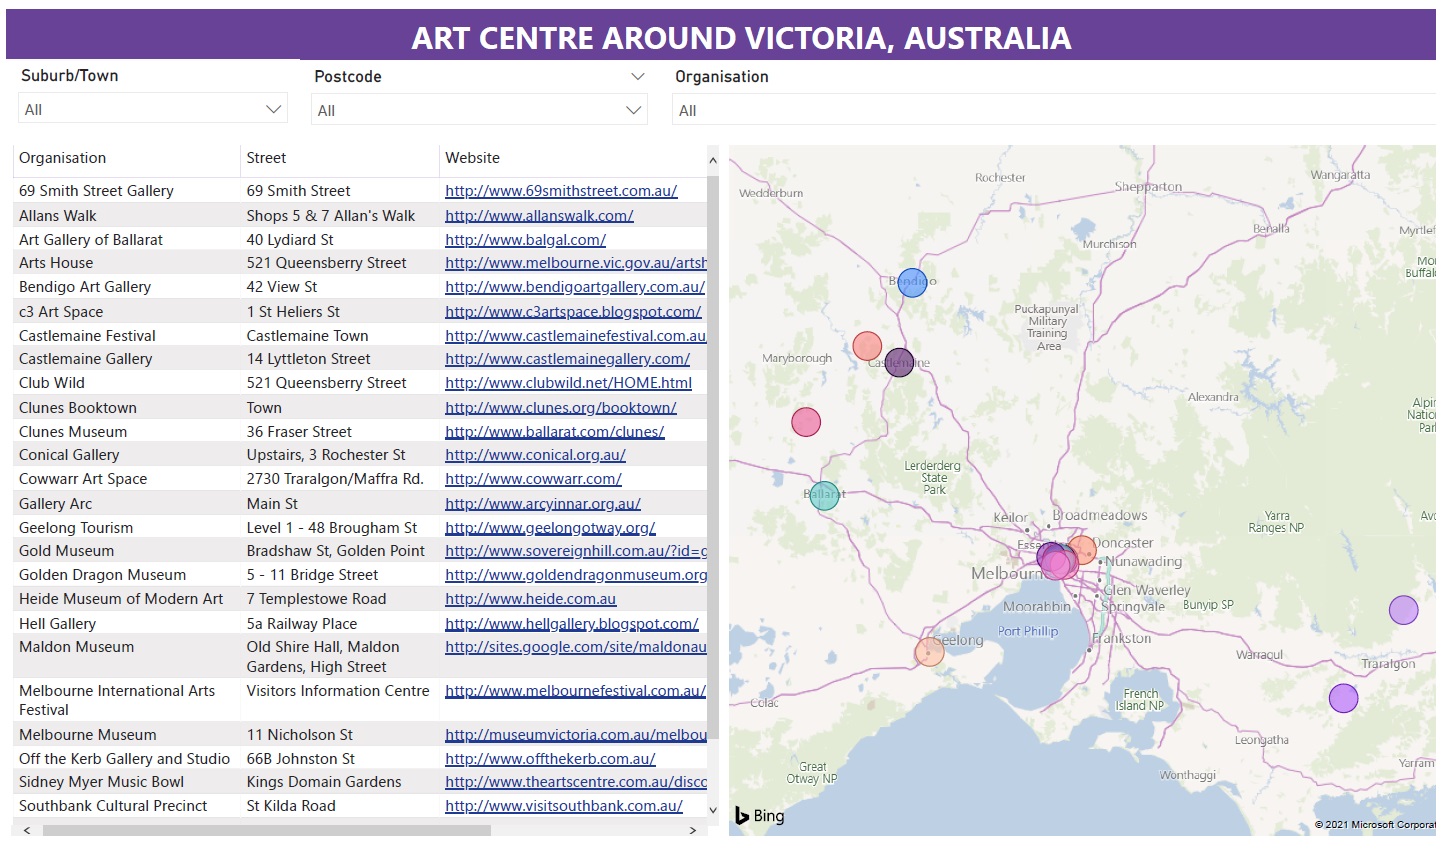 ART CENTRE AROUND VICTORIA, AUSTRALIA
Suburb/Town
All
Postcode
All
Organisation
All
Organisation Street Website
69 Smith Street Gallery 69 Smith Street http://www.69smithstreet.com.au/
Allans Walk Shops 5 & 7 Allan's Walk http://www.allanswalk.com/
Art Gallery of Ballarat 40 Lydiard St http://www.balgal.com/
Arts House 521 Queensberry Street http://www.melbourne.vic.gov.au/artsh
Bendigo Art Gallery 42 View St http://www.bendigoartgallery.com.au/
c3 Art Space 1 St Heliers St http://www.c3artspace.blogspot.com/
Castlemaine Festival Castlemaine Town http://www.castlemainefestival.com.au
Castlemaine Gallery 14 Lyttleton Street http://www.castlemainegallery.com/
Club Wild 521 Queensberry Street http://www.clubwild.net/HOME.html
Clunes Booktown Town http://www.clunes.org/booktown/
Clunes Museum 36 Fraser Street http://www.ballarat.com/clunes/
Conical Gallery Upstairs, 3 Rochester St http://www.conical.org.au/
Cowwarr Art Space 2730 Traralgon/Maffra Rd. http://www.cowwarr.com/
Gallery Arc Main St http://www.arcyinnar.org.au/
Geelong Tourism Level 1 - 48 Brougham St http://www.geelongotway.org/
Gold Museum Bradshaw St, Golden Point http://www.sovereignhill.com.au/?id=g
Golden Dragon Museum 5 - 11 Bridge Street http://www.goldendragonmuseum.org
Heide Museum of Modern Art 7 Templestowe Road http://www.heide.com.au
Hell Gallery 5a Railway Place http://www.hellgallery.blogspot.com/
Maldon Museum Old Shire Hall, Maldon http://sites.google.com/site/maldonau
Gardens, High Street
Melbourne International Arts Visitors Information Centre http://www.melbournefestival.com.au/
Festival
Melbourne Museum 11 Nicholson St http://museumvictoria.com.au/melbou
Off the Kerb Gallery and Studio 66B Johnston St http://www.offthekerb.com.au/
Sidney Myer Music Bowl Kings Domain Gardens http://www.theartscentre.com.au/disco
Southbank Cultural Precinct St Kilda Road http://www.visitsouthbank.com.au/
Wedderburn
Rochester
Shepparton
Wangaratta
Murchison
Benalla
Myrtlef
Mo
Buffalo
Bendigo
Puckapunyal
Military
Training
Area
Maryborough
Castlemaine
Alexandra
Alpin
Nation
Park
Lerderderg
State
Park
Ballarat
Keilor
Broadmeadows
Yarra
Ranges NP
Avo
Essen
Doncaster
Nunawading
Melbourn
Glen Waverley
Moorabbin
Springvale
Bunyip SP
Port Phillip
Frankston
Geelong
Warragul
Traralgon
Colac
French
Island NP
Leongatha
Great
Otway NP
Wonthaggi
Yarram
Bing
© 2021 Microsoft Corporat